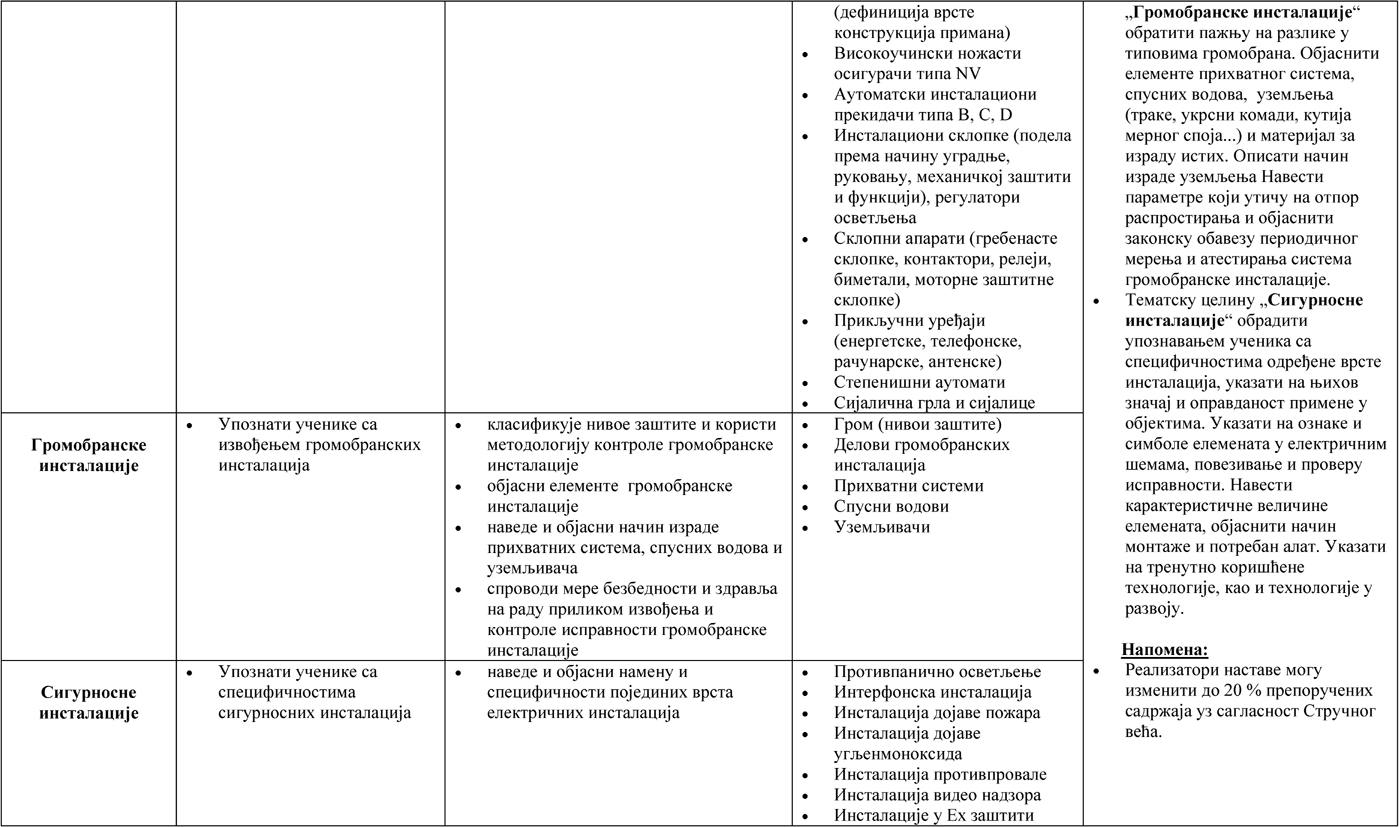 (дефиниција врсте
конструкција примана)
• Високоучински ножасти
осигурачи типа NV
• Аутоматски инсталациони
прекидачи типа B, C, D
• Инсталациони склопке (подела
према начину уградње,
руковању, механичкој заштити
и функцији), регулатори
осветљења
• Склопни апарати (гребенасте
склопке, контактори, релеји,
биметали, моторне заштитне
склопке)
• Прикључни уређаји
(енергетске, телефонске,
рачунарске, антенске)
• Степенишни аутомати
• Сијалична грла и сијалице
„Громобранске инсталације“
обратити пажњу на разлике у
типовима громобрана. Објаснити
елементе прихватног система,
спусних водова, уземљења
(траке, укрсни комади, кутија
мерног споја...) и материјал за
израду истих. Описати начин
израде уземљења Навести
параметре који утичу на отпор
распростирања и објаснити
законску обавезу периодичног
мерења и атестирања система
громобранске инсталације.
• Тематску целину „Сигурносне
инсталације“ обрадити
упознавањем ученика са
специфичностима одређене врсте
инсталација, указати на њихов
значај и оправданост примене у
објектима. Указати на ознаке и
симболе елемената у електричним
шемама, повезивање и проверу
исправности. Навести
карактеристичне величине
елемената, објаснити начин
монтаже и потребан алат. Указати
на тренутно коришћене
технологије, као и технологије у
развоју.
Напомена:
• Реализатори наставе могу
изменити до 20 % препоручених
садржаја уз сагласност Стручног
већа.
Громобранске
инсталације
• Упознати ученике са
извођењем громобранских
инсталација
• класификује нивое заштите и користи
методологију контроле громобранске
инсталације
• објасни елементе громобранске
инсталације
• наведе и објасни начин израде
прихватних система, спусних водова и
уземљивача
• спроводи мере безбедности и здравља
на раду приликом извођења и
контроле исправности громобранске
инсталације
• Гром (нивои заштите)
• Делови громобранских
инсталација
• Прихватни системи
• Спусни водови
• Уземљивачи
Сигурносне
инсталације
• Упознати ученике са
специфичностима
сигурносних инсталација
• наведе и објасни намену и
специфичности појединих врста
електричних инсталација
• Противпанично осветљење
• Интерфонска инсталација
• Инсталација дојаве пожара
• Инсталација дојаве
угљенмоноксида
• Инсталација противпровале
• Инсталација видео надзора
• Инсталације у Ex заштити